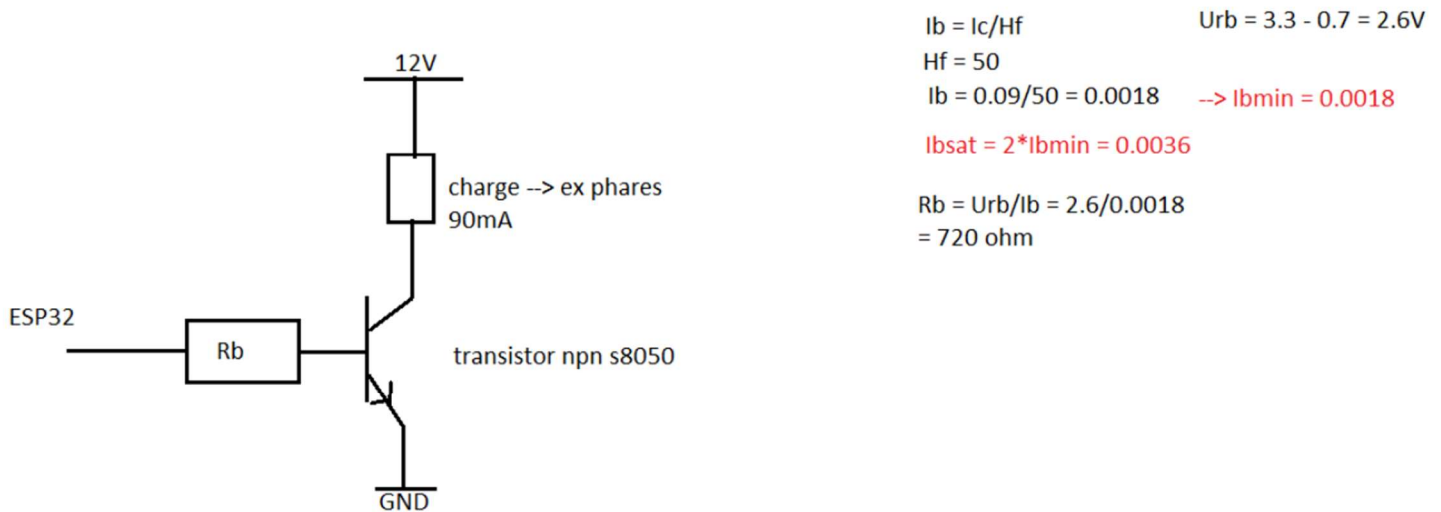 12V
charge --> ex phares
90mA
ESP32
Rb
transistor npn s8050
GND
Ib = Ic/Hf
Urb = 3.3 - 0.7 = 2.6V
Hf = 50
Ib = 0.09/50 = 0.0018
--> Ibmin = 0.0018
Ibsat = 2*Ibmin = 0.0036
Rb = Urb/Ib = 2.6/0.0018
= 720 ohm